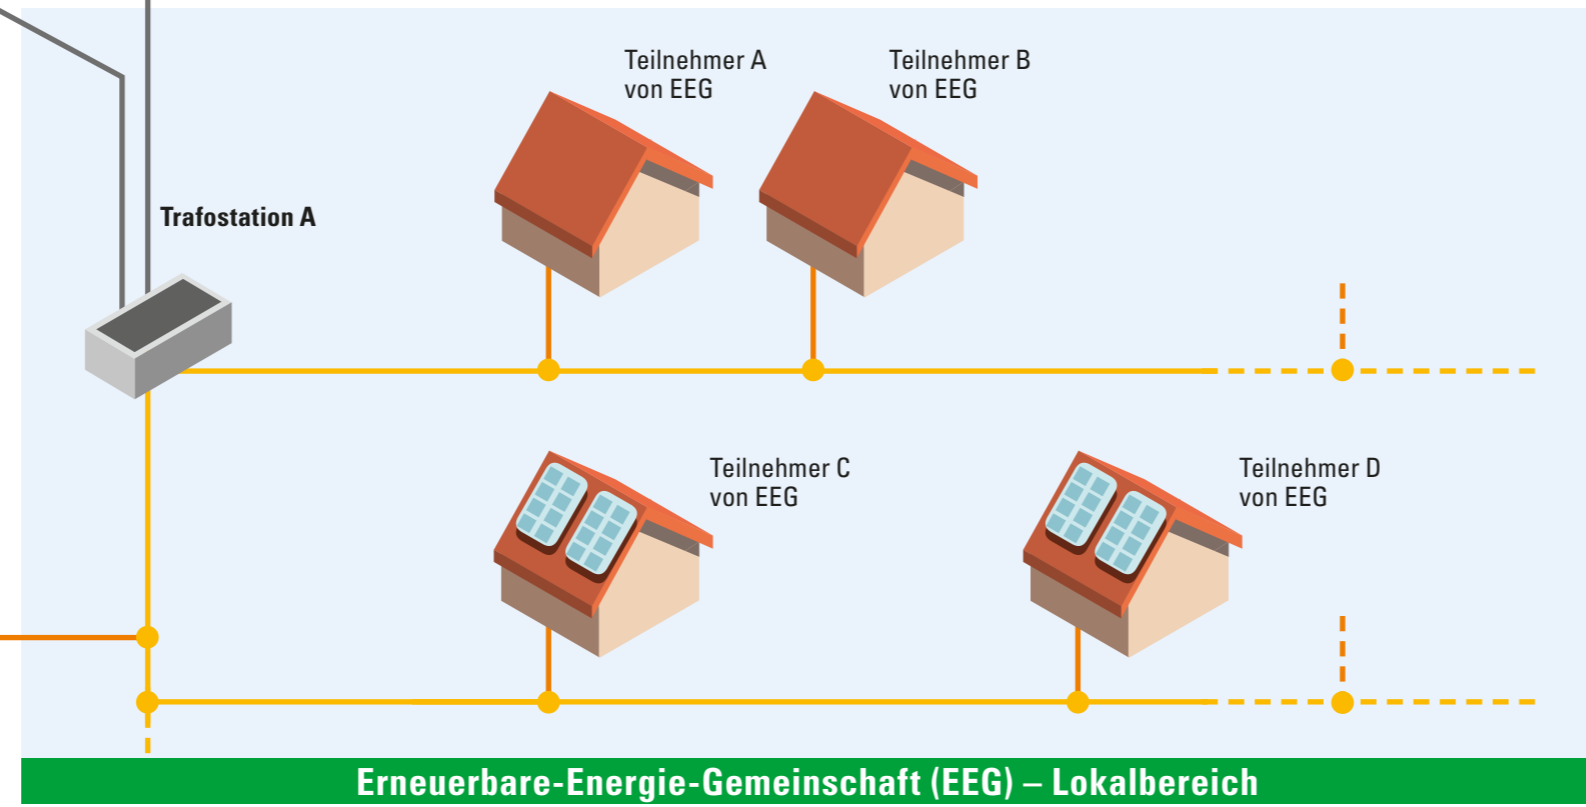 Teilnehmer A
von EEG
Teilnehmer B
von EEG
Trafostation A
Teilnehmer C
von EEG
Teilnehmer D
von EEG
Erneuerbare-Energie-Gemeinschaft (EEG) – Lokalbereich